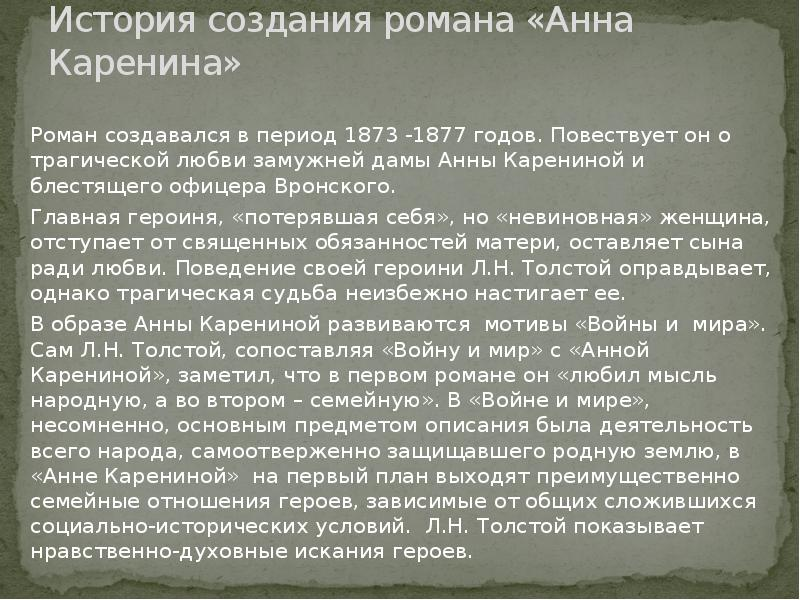 История создания романа «Анна
Каренина»
Роман создавался в период 1873 -1877 годов. Повествует он о
трагической любви замужней дамы Анны Карениной и
блестящего офицера Вронского.
Главная героиня, «потерявшая себя», но «невиновная» женщина,
отступает от священных обязанностей матери, оставляет сына
ради любви. Поведение своей героини Л.Н. Толстой оправдывает,
однако трагическая судьба неизбежно настигает ее.
В образе Анны Карениной развиваются  мотивы «Войны и  мира».
Сам Л.Н. Толстой, сопоставляя «Войну и мир» с «Анной
Карениной», заметил, что в первом романе он «любил мысль
народную, а во втором – семейную». В «Войне и мире»,
несомненно, основным предметом описания была деятельность
всего народа, самоотверженно защищавшего родную землю, в
«Анне Карениной»  на первый план выходят преимущественно
семейные отношения героев, зависимые от общих сложившихся
социально-исторических условий.  Л.Н. Толстой показывает
нравственно-духовные искания героев.